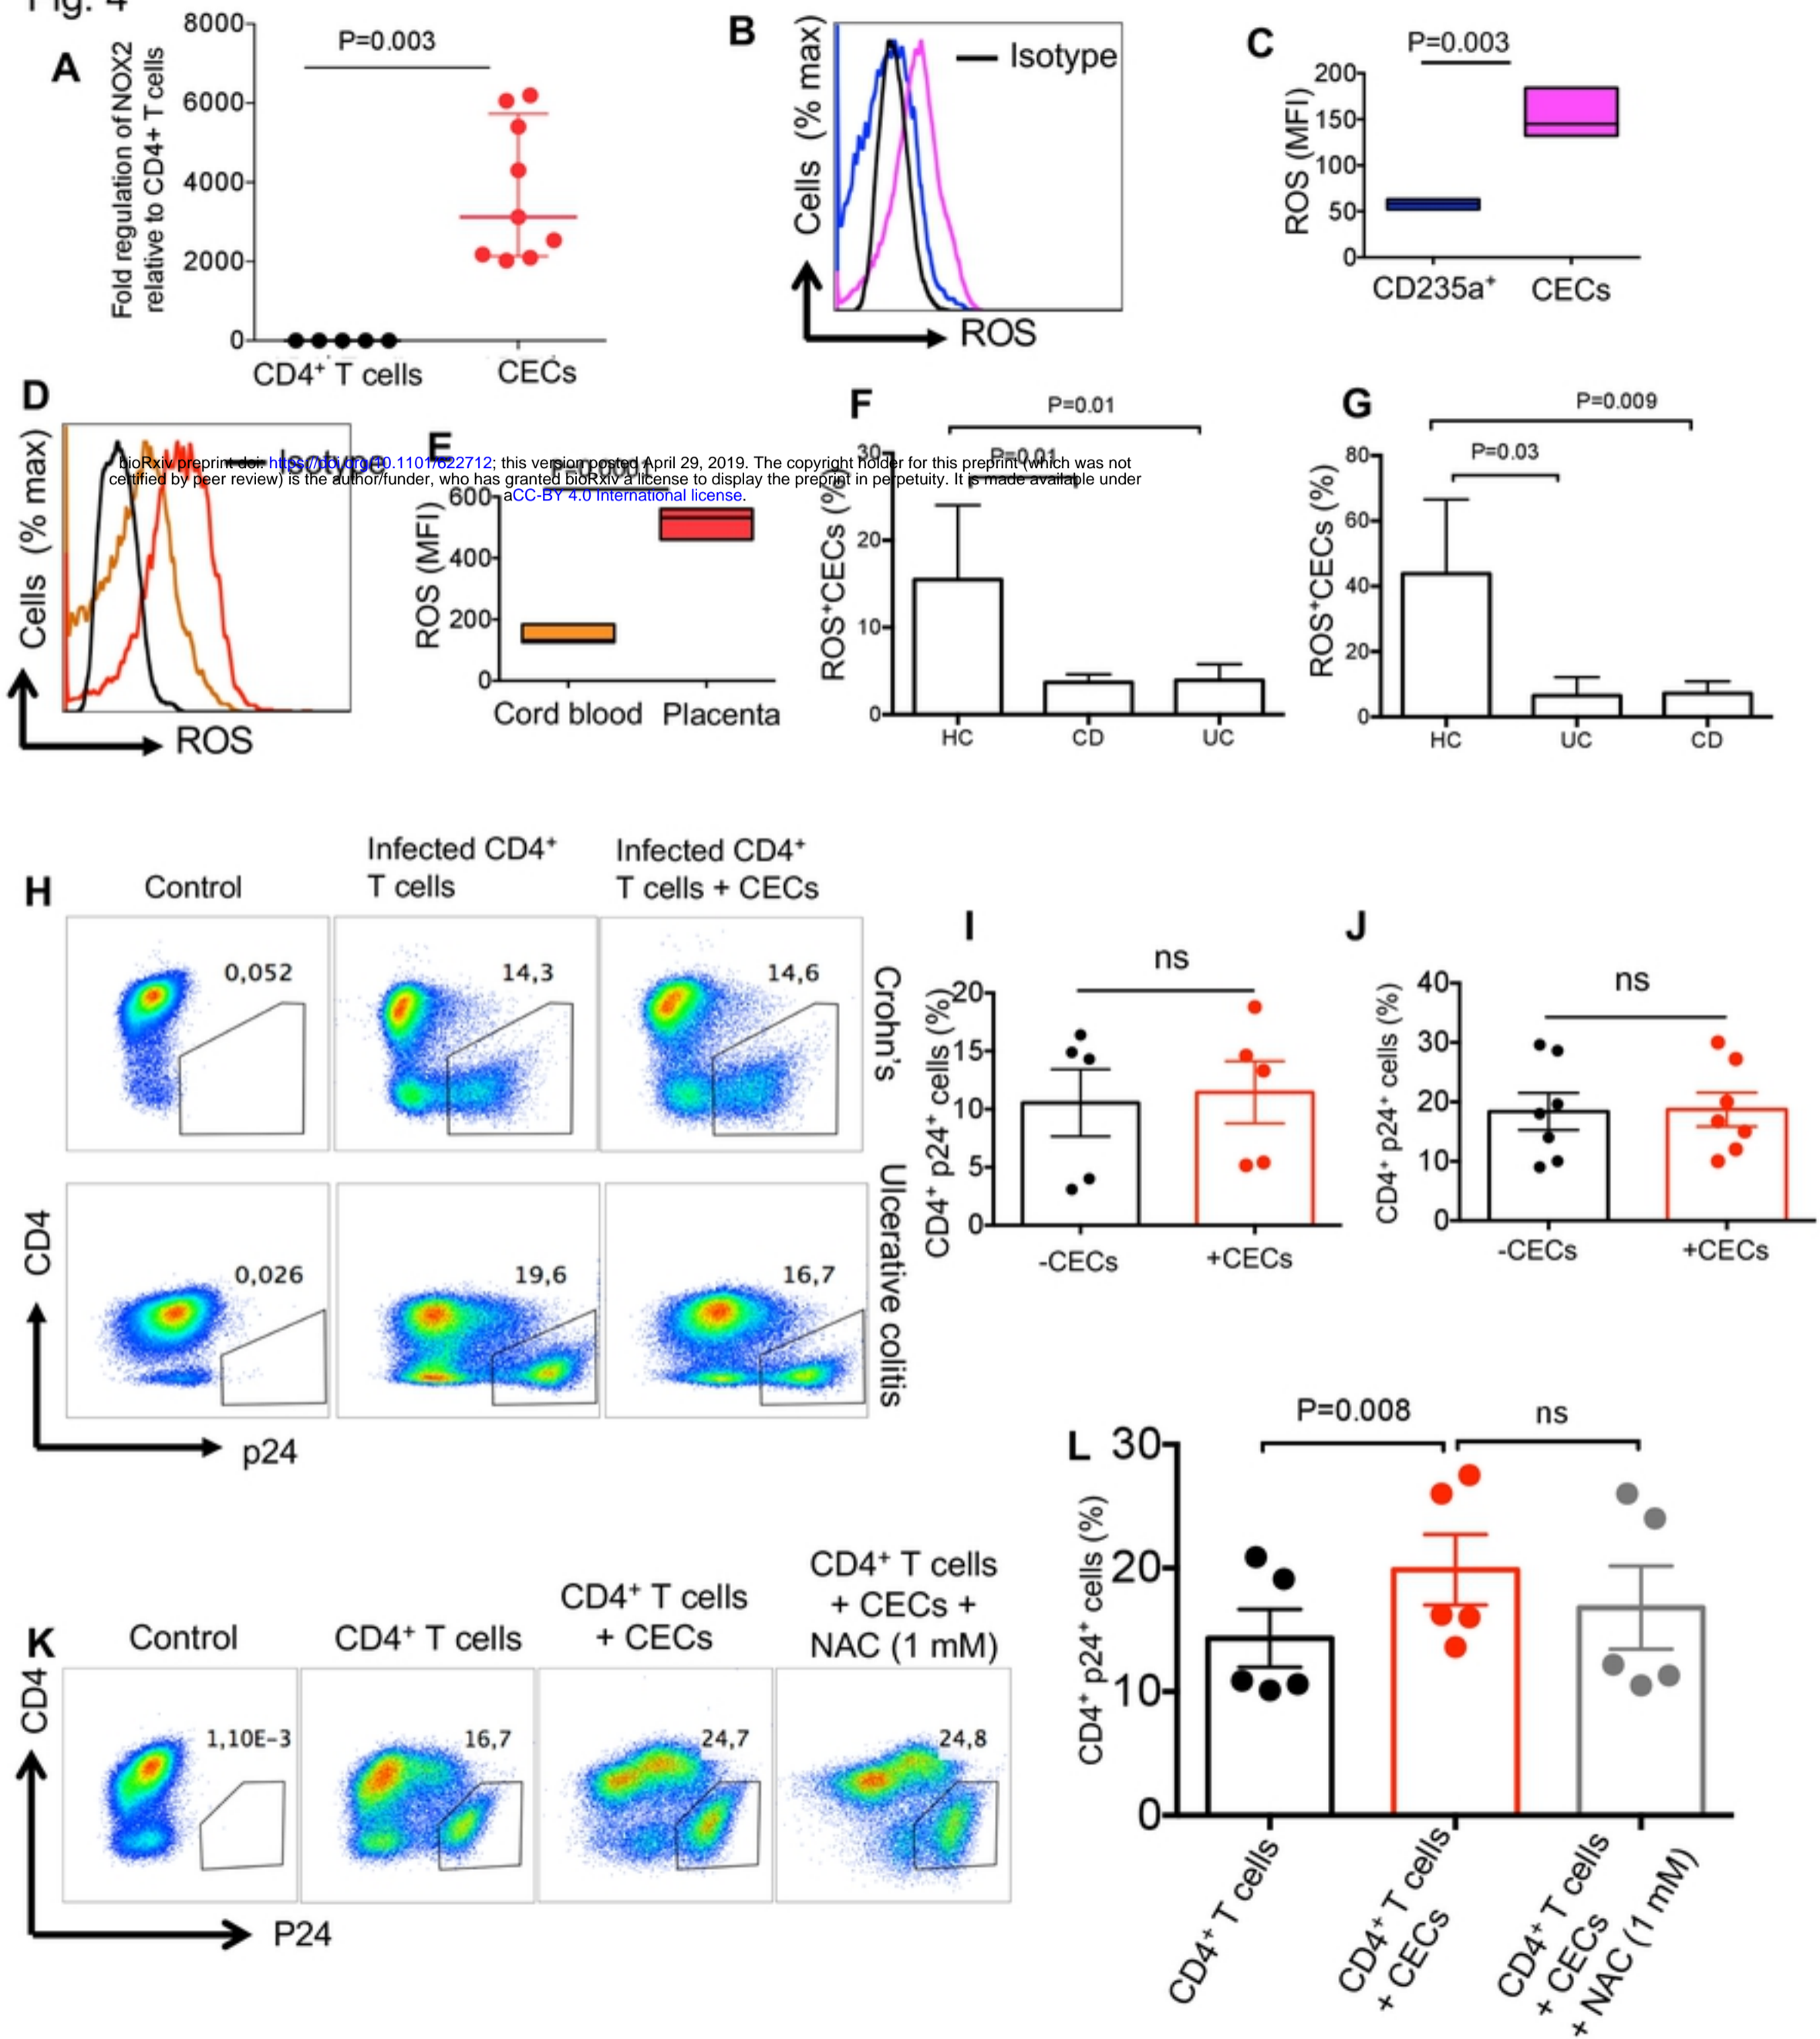 Fig. 4
A
Fold regulation of NOX2
relative to CD4+ T cells
8000
6000
4000
2000
0
P=0.003
CD4⁺ T cells
CECs
B
Cells (% max)
Isotype
ROS
C
P=0.003
ROS (MFI)
200
150
100
50
0
CD235a⁺
CECs
D
Cells (% max)
Isotype
ROS
bioRxiv preprint doi: https://doi.org/10.1101/622712; this version posted April 29, 2019. The copyright holder for this preprint (which was not
certified by peer review) is the author/funder, who has granted bioRxiv a license to display the preprint in perpetuity. It is made available under
aCC-BY 4.0 International license.
E
ROS (MFI)
600
400
200
0
Cord blood
Placenta
F
P=0.01
P=0.01
ROS⁺CECs (%)
30
20
10
0
HC
CD
UC
G
P=0.009
P=0.03
ROS⁺CECs (%)
80
60
40
20
0
HC
UC
CD
H
Control
Infected CD4⁺
T cells
Infected CD4⁺
T cells + CECs
0,052
14,3
14,6
Crohn's
0,026
19,6
16,7
Ulcerative colitis
CD4
p24
I
ns
CD4⁺ p24⁺ cells (%)
20
15
10
5
0
-CECs
+CECs
J
ns
CD4⁺ p24⁺ cells (%)
40
30
20
10
0
-CECs
+CECs
K
Control
CD4⁺ T cells
CD4⁺ T cells
+ CECs
CD4⁺ T cells
+ CECs +
NAC (1 mM)
1,10E-3
16,7
24,7
24,8
CD4
P24
L
P=0.008
ns
CD4⁺ p24⁺ cells (%)
30
20
10
0
CD4⁺ T cells
CD4⁺ T cells
+ CECs
CD4⁺ T cells
+ CECs
+ NAC (1 mM)